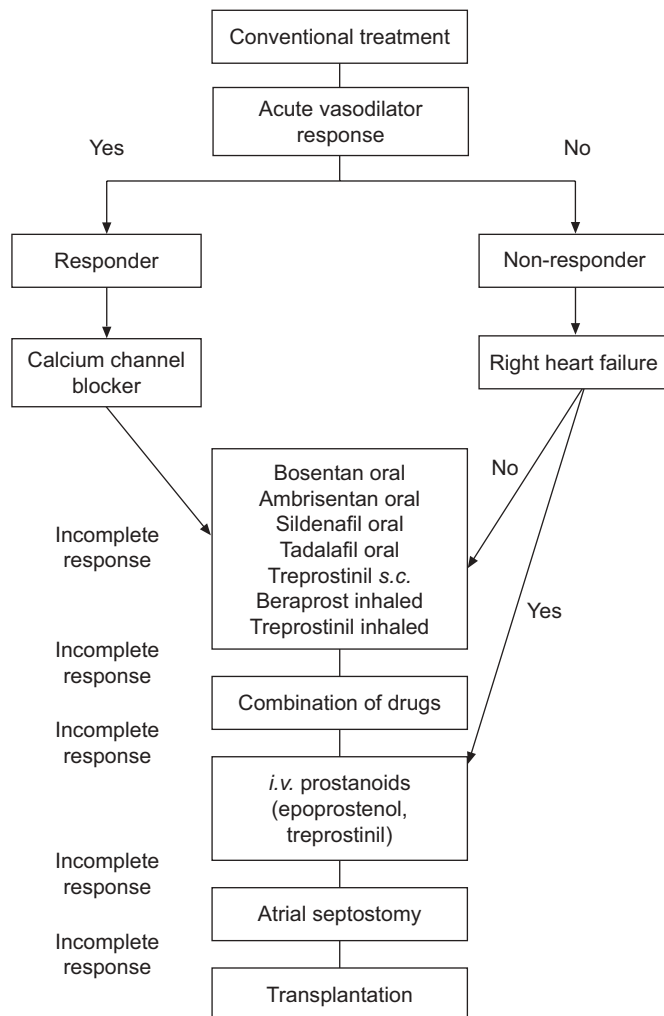 Conventional treatment
Acute vasodilator
response
Yes
No
Responder
Non-responder
Calcium channel
blocker
Right heart failure
No
Yes
Incomplete
response
Bosentan oral
Ambrisentan oral
Sildenafil oral
Tadalafil oral
Treprostinil s.c.
Beraprost inhaled
Treprostinil inhaled
Incomplete
response
Combination of drugs
Incomplete
response
i.v. prostanoids
(epoprostenol,
treprostinil)
Incomplete
response
Atrial septostomy
Incomplete
response
Transplantation